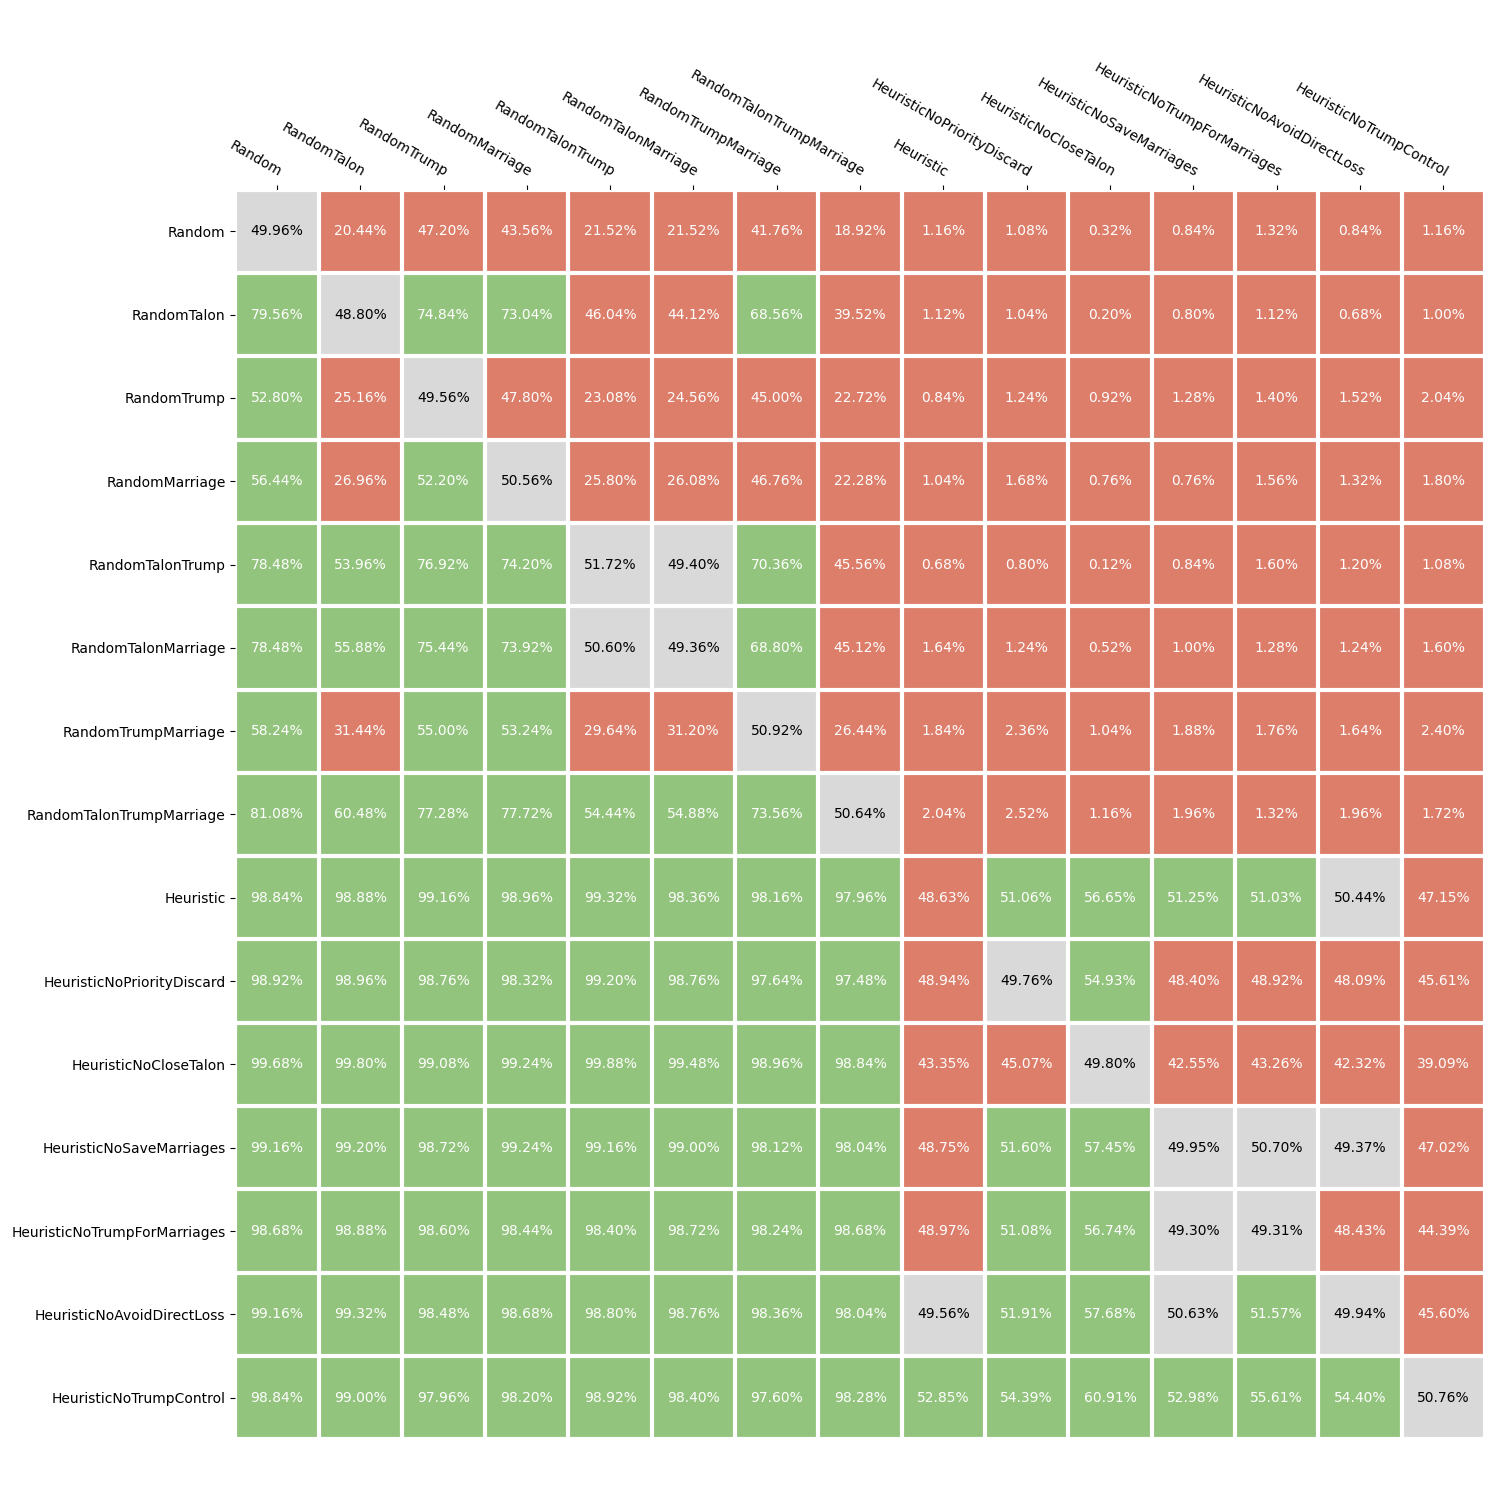 Random RandomTalon RandomTrump RandomMarriage RandomTalonTrump RandomTalonMarriage RandomTrumpMarriage RandomTalonTrumpMarriage Heuristic HeuristicNoPriorityDiscard HeuristicNoCloseTalon HeuristicNoSaveMarriages HeuristicNoTrumpForMarriages HeuristicNoAvoidDirectLoss HeuristicNoTrumpControl
Random 49.96% 20.44% 47.20% 43.56% 21.52% 21.52% 41.76% 18.92% 1.16% 1.08% 0.32% 0.84% 1.32% 0.84% 1.16%
RandomTalon 79.56% 48.80% 74.84% 73.04% 46.04% 44.12% 68.56% 39.52% 1.12% 1.04% 0.20% 0.80% 1.12% 0.68% 1.00%
RandomTrump 52.80% 25.16% 49.56% 47.80% 23.08% 24.56% 45.00% 22.72% 0.84% 1.24% 0.92% 1.28% 1.40% 1.52% 2.04%
RandomMarriage 56.44% 26.96% 52.20% 50.56% 25.80% 26.08% 46.76% 22.28% 1.04% 1.68% 0.76% 0.76% 1.56% 1.32% 1.80%
RandomTalonTrump 78.48% 53.96% 76.92% 74.20% 51.72% 49.40% 70.36% 45.56% 0.68% 0.80% 0.12% 0.84% 1.60% 1.20% 1.08%
RandomTalonMarriage 78.48% 55.88% 75.44% 73.92% 50.60% 49.36% 68.80% 45.12% 1.64% 1.24% 0.52% 1.00% 1.28% 1.24% 1.60%
RandomTrumpMarriage 58.24% 31.44% 55.00% 53.24% 29.64% 31.20% 50.92% 26.44% 1.84% 2.36% 1.04% 1.88% 1.76% 1.64% 2.40%
RandomTalonTrumpMarriage 81.08% 60.48% 77.28% 77.72% 54.44% 54.88% 73.56% 50.64% 2.04% 2.52% 1.16% 1.96% 1.32% 1.96% 1.72%
Heuristic 98.84% 98.88% 99.16% 98.96% 99.32% 98.36% 98.16% 97.96% 48.63% 51.06% 56.65% 51.25% 51.03% 50.44% 47.15%
HeuristicNoPriorityDiscard 98.92% 98.96% 98.76% 98.32% 99.20% 98.76% 97.64% 97.48% 48.94% 49.76% 54.93% 48.40% 48.92% 48.09% 45.61%
HeuristicNoCloseTalon 99.68% 99.80% 99.08% 99.24% 99.88% 99.48% 98.96% 98.84% 43.35% 45.07% 49.80% 42.55% 43.26% 42.32% 39.09%
HeuristicNoSaveMarriages 99.16% 99.20% 98.72% 99.24% 99.16% 99.00% 98.12% 98.04% 48.75% 51.60% 57.45% 49.95% 50.70% 49.37% 47.02%
HeuristicNoTrumpForMarriages 98.68% 98.88% 98.60% 98.44% 98.40% 98.72% 98.24% 98.68% 48.97% 51.08% 56.74% 49.30% 49.31% 48.43% 44.39%
HeuristicNoAvoidDirectLoss 99.16% 99.32% 98.48% 98.68% 98.80% 98.76% 98.36% 98.04% 49.56% 51.91% 57.68% 50.63% 51.57% 49.94% 45.60%
HeuristicNoTrumpControl 98.84% 99.00% 97.96% 98.20% 98.92% 98.40% 97.60% 98.28% 52.85% 54.39% 60.91% 52.98% 55.61% 54.40% 50.76%